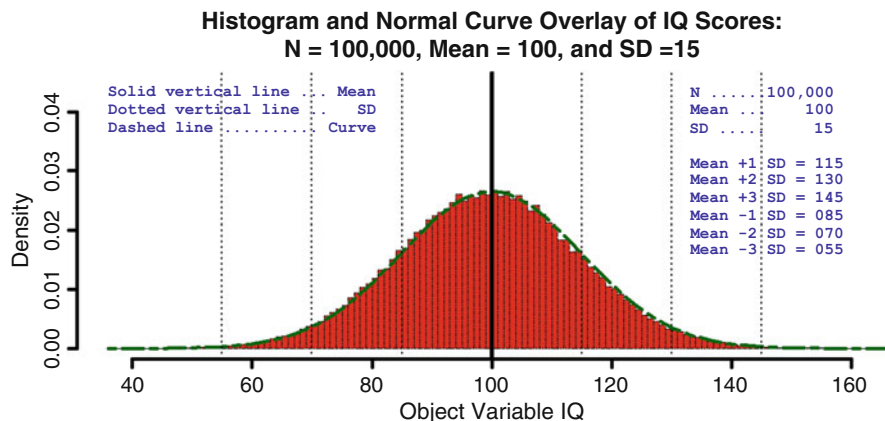 Histogram and Normal Curve Overlay of IQ Scores:
N = 100,000, Mean = 100, and SD =15
Solid vertical line ... Mean
Dotted vertical line .. SD
Dashed line .......... Curve
N .....100,000
Mean ... 100
SD ..... 15
Mean +1 SD = 115
Mean +2 SD = 130
Mean +3 SD = 145
Mean -1 SD = 085
Mean -2 SD = 070
Mean -3 SD = 055
Density
0.04
0.03
0.02
0.01
0.00
40 60 80 100 120 140 160
Object Variable IQ